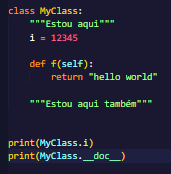 class MyClass:
    """Estou aqui"""
    i = 12345

    def f(self):
        return "hello world"

    """Estou aqui também"""


print(MyClass.i)
print(MyClass.__doc__)